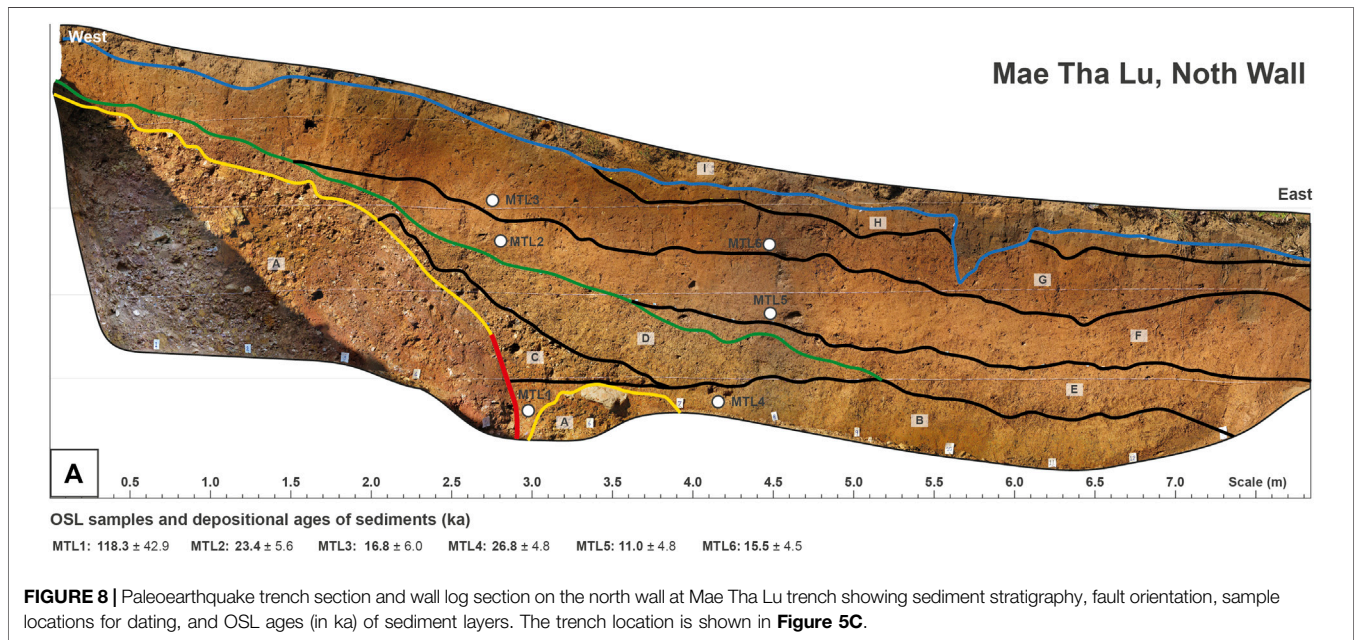 West
Mae Tha Lu, Noth Wall
East
I
H
MTL3
MTL2
MTL6
A
G
MTL5
F
D
C
E
MTL4
A
B
A
0.5 1.0 1.5 2.0 2.5 3.0 3.5 4.0 4.5 5.0 5.5 6.0 6.5 7.0 Scale (m)
OSL samples and depositional ages of sediments (ka)
MTL1: 118.3 ± 42.9 MTL2: 23.4 ± 5.6 MTL3: 16.8 ± 6.0 MTL4: 26.8 ± 4.8 MTL5: 11.0 ± 4.8 MTL6: 15.5 ± 4.5
FIGURE 8 | Paleoearthquake trench section and wall log section on the north wall at Mae Tha Lu trench showing sediment stratigraphy, fault orientation, sample
locations for dating, and OSL ages (in ka) of sediment layers. The trench location is shown in Figure 5C.